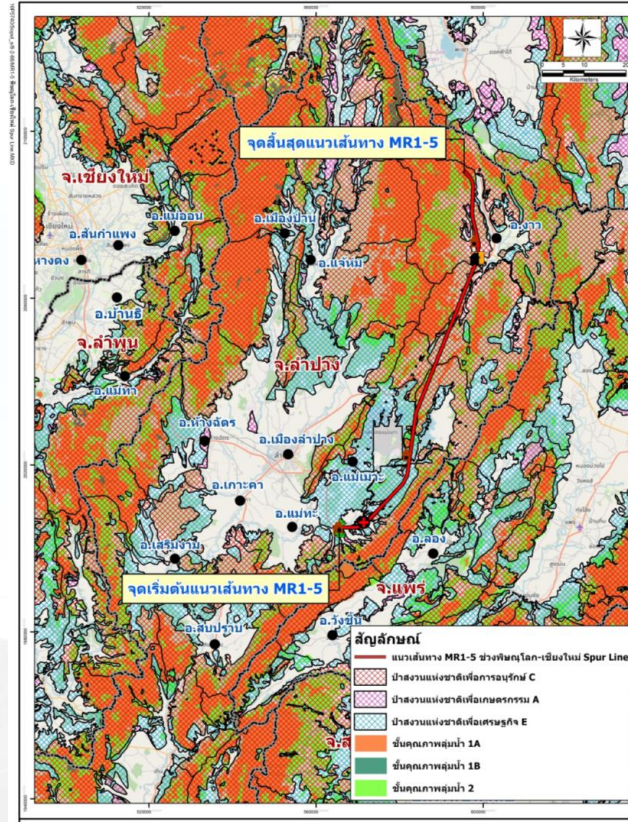 5 10 20
Kilometers
จุดสิ้นสุดแนวเส้นทาง MR1-5
จ.เชียงใหม่
อ.แม่ออน
อ.เมืองปาน
อ.งาว
อ.สันกำแพง
หางดง
อ.แจ้ห่ม
อ.บ้านธิ
จ.ลำพูน
จ.ลำปาง
อ.แม่ทา
อ.ห้างฉัตร
อ.เมืองลำปาง
อ.แม่เมาะ
อ.เกาะคา
อ.แม่ทะ
อ.ลอง
อ.เสริมงาม
จุดเริ่มต้นแนวเส้นทาง MR1-5
จ.แพร่
อ.สบปราบ
อ.วังชิ้น
สัญลักษณ์
แนวเส้นทาง MR1-5 ช่วงพิษณุโลก-เชียงใหม่ Spur Line
ป่าสงวนแห่งชาติเพื่อการอนุรักษ์ C
ป่าสงวนแห่งชาติเพื่อเกษตรกรรม A
ป่าสงวนแห่งชาติเพื่อเศรษฐกิจ E
ชั้นคุณภาพลุ่มน้ำ 1A
ชั้นคุณภาพลุ่มน้ำ 1B
ชั้นคุณภาพลุ่มน้ำ 2